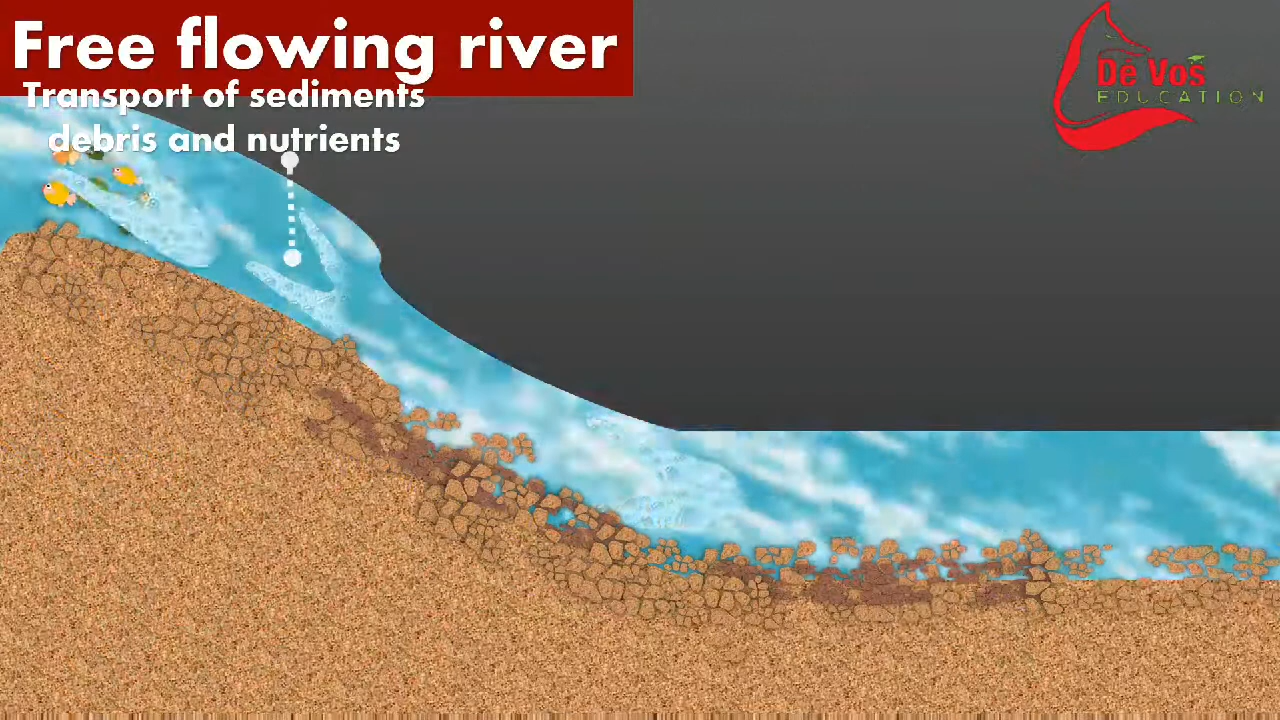 Free flowing river
Transport of sediments
debris and nutrients
De Vos
EDUCATION